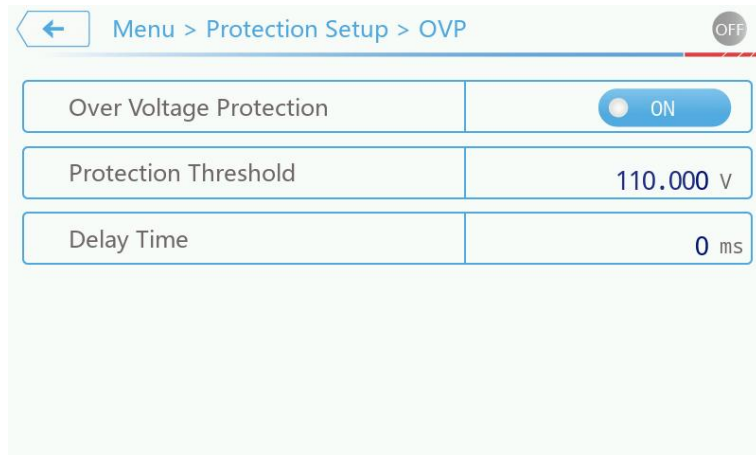 Menu > Protection Setup > OVP OFF
Over Voltage Protection ON
Protection Threshold 110.000 V
Delay Time 0 ms